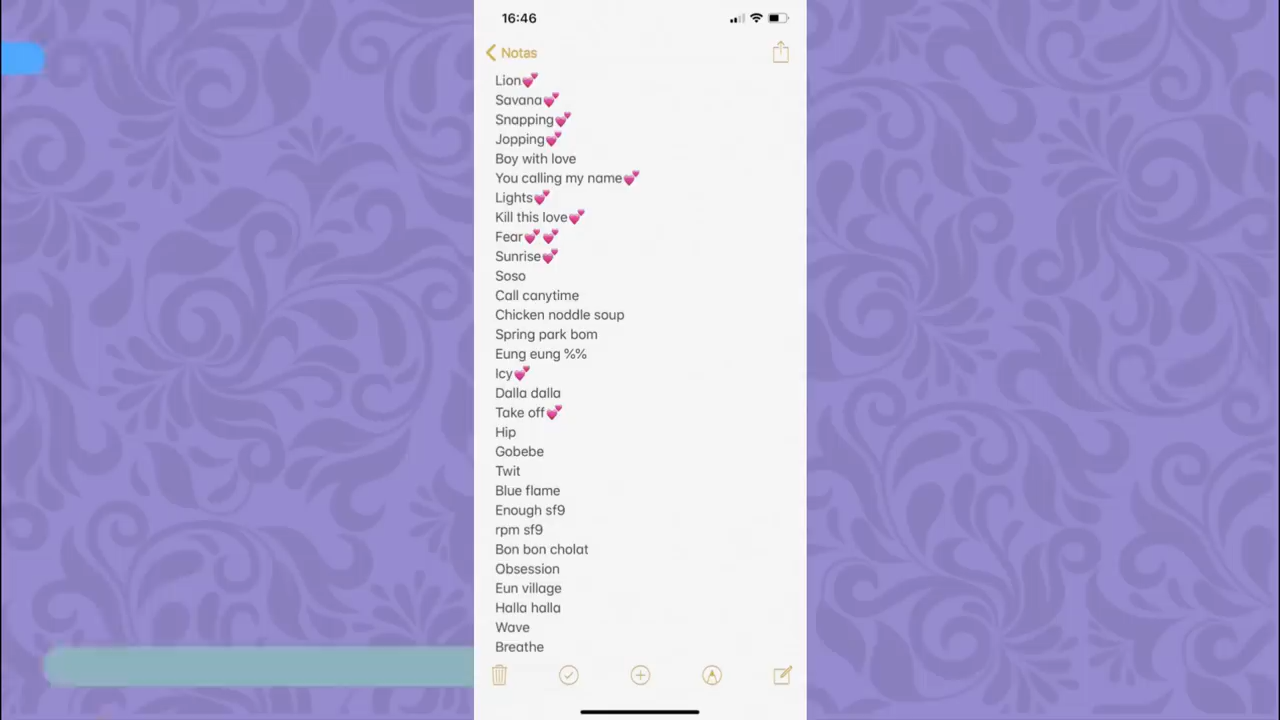 16:46
Notas
Lion💕
Savana💕
Snapping💕
Jopping💕
Boy with love
You calling my name💕
Lights💕
Kill this love💕
Fear💕💕
Sunrise💕
Soso
Call canytime
Chicken noddle soup
Spring park bom
Eung eung %%
Icy💕
Dalla dalla
Take off💕
Hip
Gobebe
Twit
Blue flame
Enough sf9
rpm sf9
Bon bon cholat
Obsession
Eun village
Halla halla
Wave
Breathe